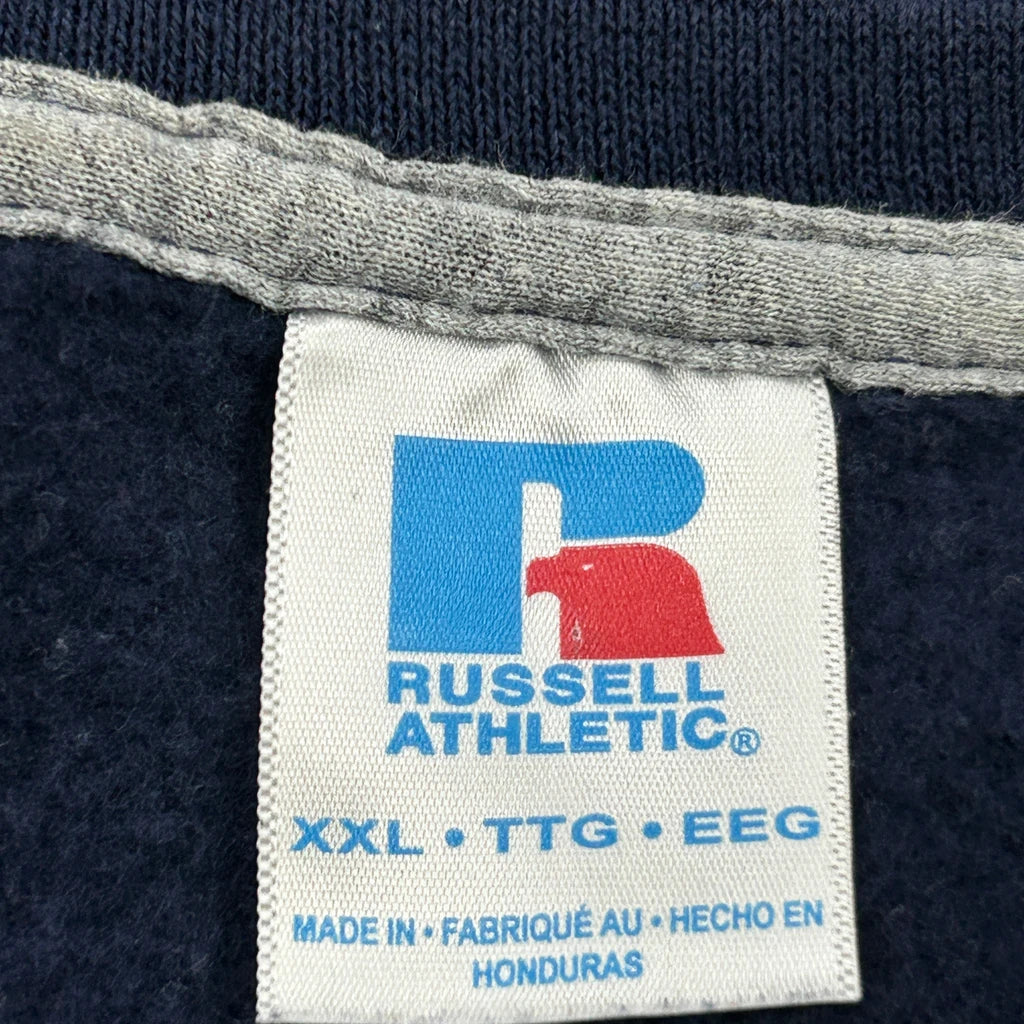 RUSSELL
ATHLETIC®
XXL • TTG • EEG
MADE IN • FABRIQUÉ AU • HECHO EN
HONDURAS